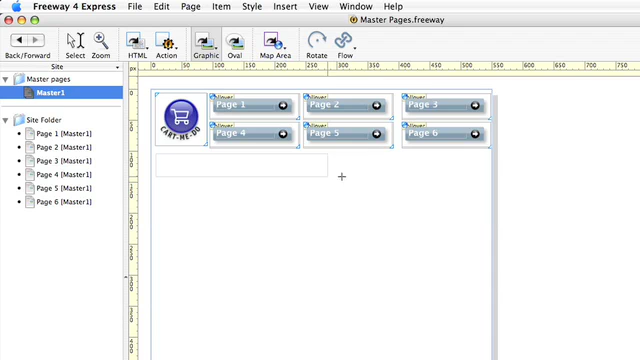 Freeway 4 Express File Edit Page Item Style Insert View Window Help
Master Pages.freeway
Back/Forward Select Zoom HTML Action Graphic Oval Map Area Rotate Flow
Site
Master pages
Master1
Site Folder
Page 1 [Master1]
Page 2 [Master1]
Page 3 [Master1]
Page 4 [Master1]
Page 5 [Master1]
Page 6 [Master1]
0 50 100 150 200 250 300 350 400 450 500 550 600
CART-ME-DO
Page 1 Page 2 Page 3
Page 4 Page 5 Page 6